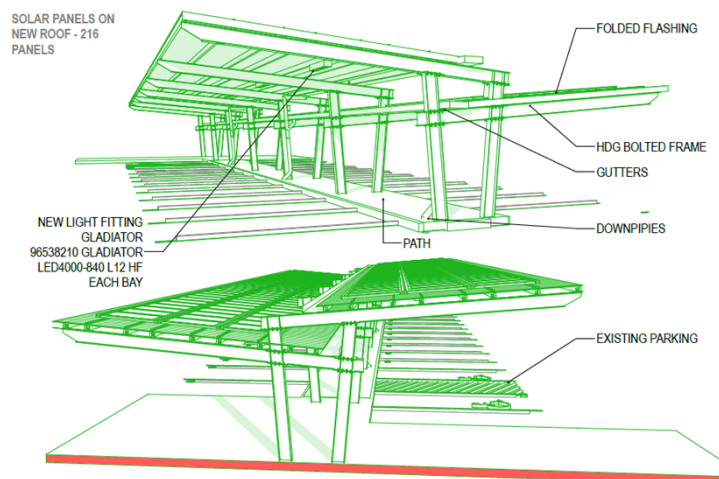 SOLAR PANELS ON
NEW ROOF - 216
PANELS
FOLDED FLASHING
HDG BOLTED FRAME
GUTTERS
DOWNPIPIES
PATH
NEW LIGHT FITTING
GLADIATOR
96538210 GLADIATOR
LED4000-840 L12 HF
EACH BAY
EXISTING PARKING